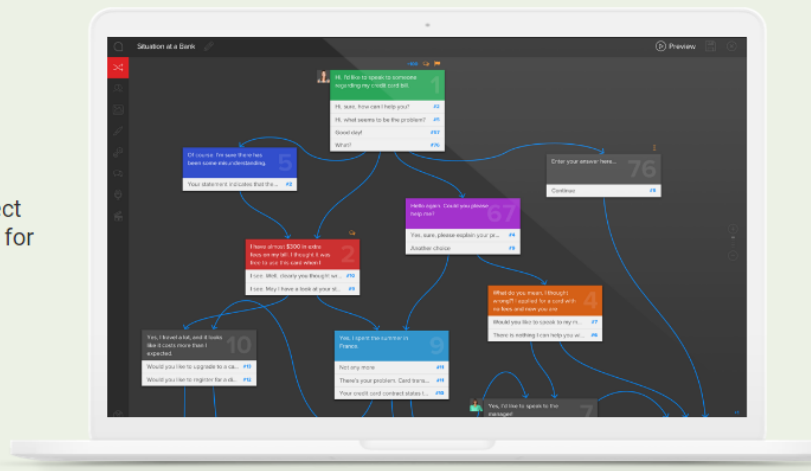 ect
for
Situation at a Bank
Preview
Hi, I'd like to speak to someone
regarding my credit card bill.
1
Hi, sure, how can I help you? #2
Hi, what seems to be the problem? #5
Good day! #67
What? #76
Of course. I'm sure there has
been some misunderstanding.
5
Your statement indicates that the... #2
Enter your answer here...
76
Continue
Hello again. Could you please
help me?
67
Yes, sure, please explain your pr... #4
Another choice #9
I have almost $300 in extra
fees on my bill. I thought it was
free to use this card when I
2
I see. Well, clearly you thought wr... #10
I see. May I have a look at your st... #9
What do you mean, I thought
wrong?! I applied for a card with
no fees and now you are
4
Would you like to speak to my m... #7
There is nothing I can help you wi...
Yes, I travel a lot, and it looks
like it costs more than I
expected.
10
Would you like to upgrade to a ca...
Would you like to register for a di...
Yes, I spent the summer in
France.
9
Not any more
There's your problem. Card trans...
Your credit card contract states t...
Yes, I'd like to speak to the
manager!
7